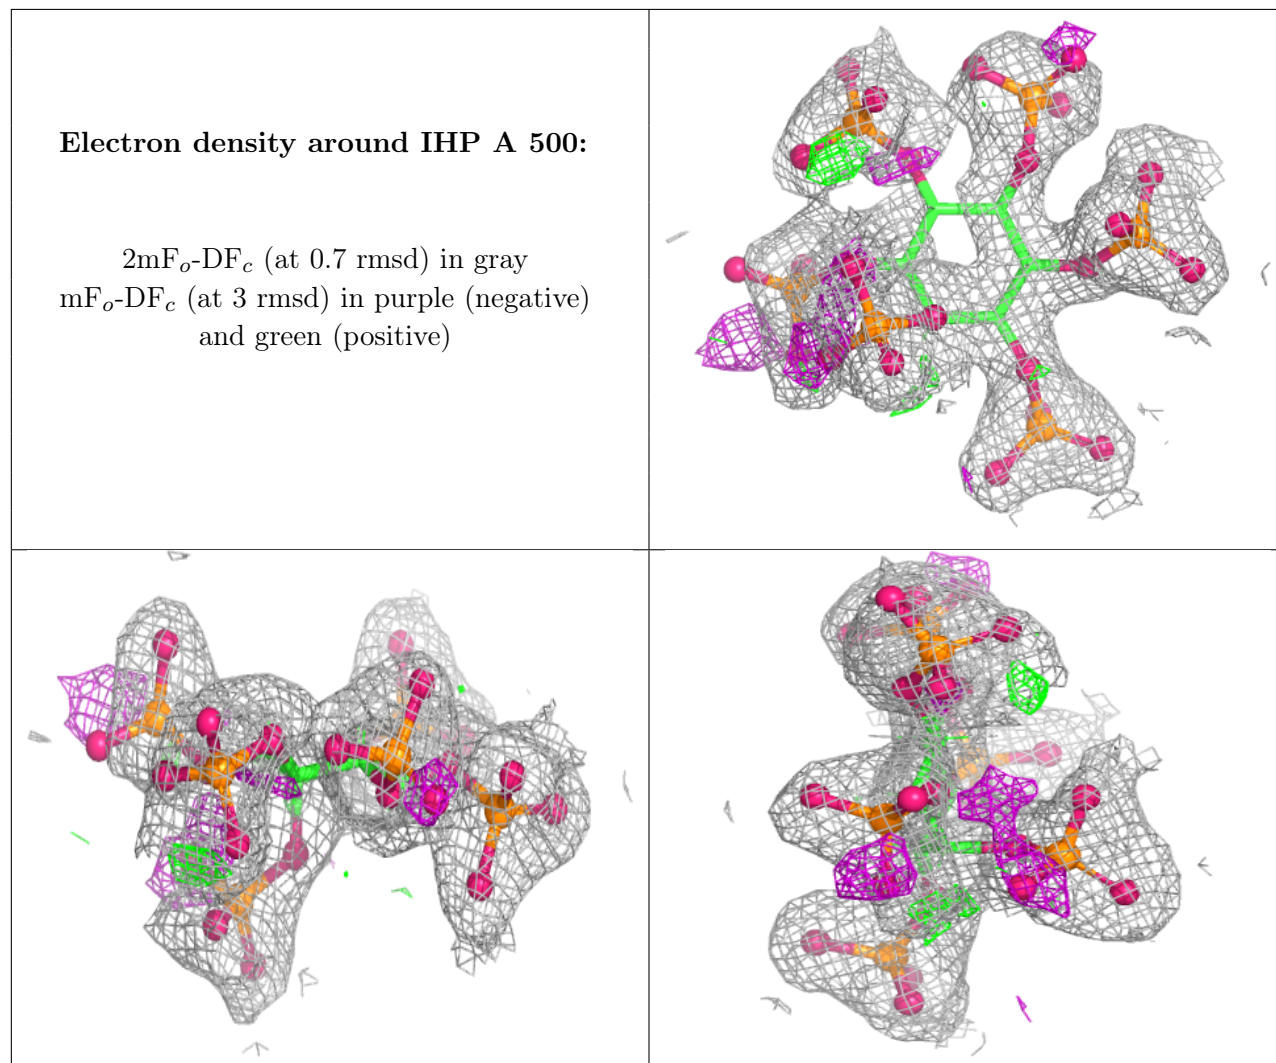 Electron density around IHP A 500:
2mFo-DFc (at 0.7 rmsd) in gray
mFo-DFc (at 3 rmsd) in purple (negative)
and green (positive)